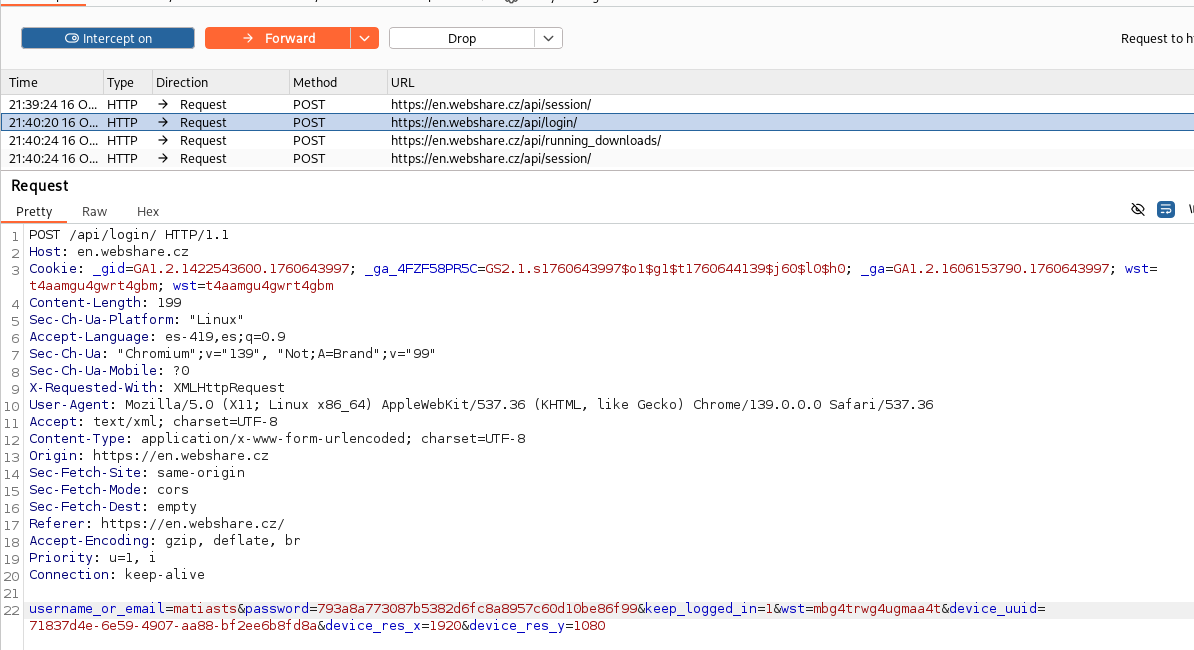 Intercept on Forward Drop Request to h
Time Type Direction Method URL
21:39:24 16 O... HTTP → Request POST https://en.webshare.cz/api/session/
21:40:20 16 O... HTTP → Request POST https://en.webshare.cz/api/login/
21:40:24 16 O... HTTP → Request POST https://en.webshare.cz/api/running_downloads/
21:40:24 16 O... HTTP → Request POST https://en.webshare.cz/api/session/
Request
Pretty Raw Hex
1 POST /api/login/ HTTP/1.1
2 Host: en.webshare.cz
3 Cookie: _gid=GA1.2.1422543600.1760643997; _ga_4FZF58PR5C=GS2.1.s1760643997$o1$g1$t1760644139$j60$l0$h0; _ga=GA1.2.1606153790.1760643997; wst=
t4aamgu4gwrt4gbm; wst=t4aamgu4gwrt4gbm
4 Content-Length: 199
5 Sec-Ch-Ua-Platform: "Linux"
6 Accept-Language: es-419,es;q=0.9
7 Sec-Ch-Ua: "Chromium";v="139", "Not;A=Brand";v="99"
8 Sec-Ch-Ua-Mobile: ?0
9 X-Requested-With: XMLHttpRequest
10 User-Agent: Mozilla/5.0 (X11; Linux x86_64) AppleWebKit/537.36 (KHTML, like Gecko) Chrome/139.0.0.0 Safari/537.36
11 Accept: text/xml; charset=UTF-8
12 Content-Type: application/x-www-form-urlencoded; charset=UTF-8
13 Origin: https://en.webshare.cz
14 Sec-Fetch-Site: same-origin
15 Sec-Fetch-Mode: cors
16 Sec-Fetch-Dest: empty
17 Referer: https://en.webshare.cz/
18 Accept-Encoding: gzip, deflate, br
19 Priority: u=1, i
20 Connection: keep-alive
21
22 username_or_email=matiasts&password=793a8a773087b5382d6fc8a8957c60d10be86f99&keep_logged_in=1&wst=mbg4trwg4ugmaa4t&device_uuid=
71837d4e-6e59-4907-aa88-bf2ee6b8fd8a&device_res_x=1920&device_res_y=1080